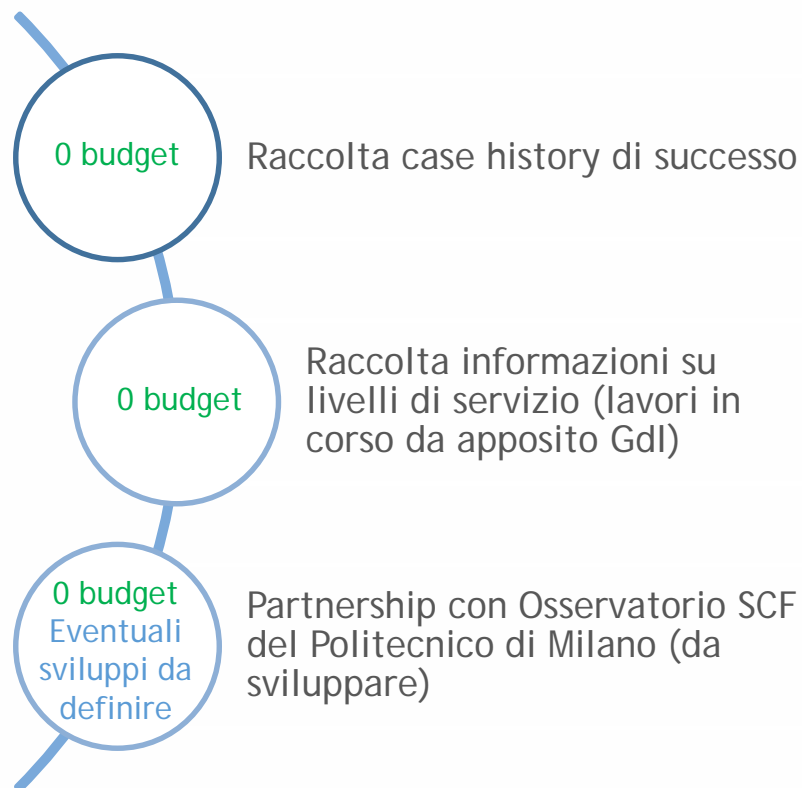 0 budget
Raccolta case history di successo
0 budget
Raccolta informazioni su
livelli di servizio (lavori in
corso da apposito Gdl)
0 budget
Eventuali
sviluppi da
definire
Partnership con Osservatorio SCF
del Politecnico di Milano (da
sviluppare)